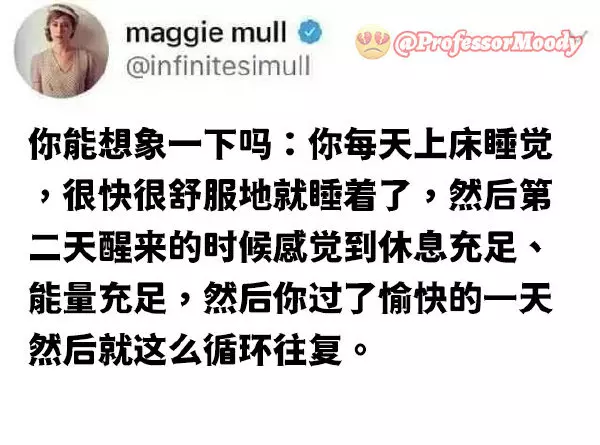 maggie mull
@ProfessorMoody
@infinitesimull
你能想象一下吗：你每天上床睡觉
，很快很舒服地就睡着了，然后第
二天醒来的时候感觉到休息充足、
能量充足，然后你过了愉快的一天
然后就这么循环往复。